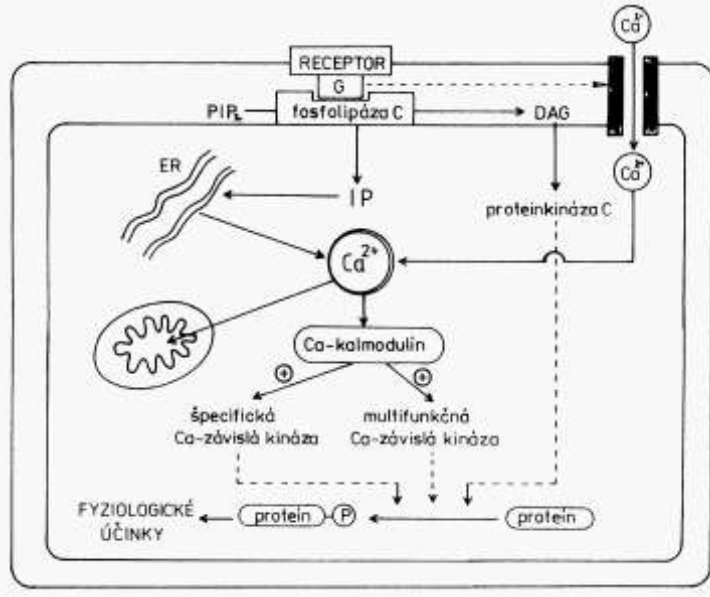 Ca²⁺
RECEPTOR
G
PIP₂
fosfolipáza C
DAG
ER
Ca²⁺
IP
proteinkináza C
Ca²⁺
Ca-kalmodulín
+
+
špecifická
Ca-závislá kináza
multifunkčná
Ca-závislá kináza
FYZIOLOGICKÉ
ÚČINKY
protein
P
protein